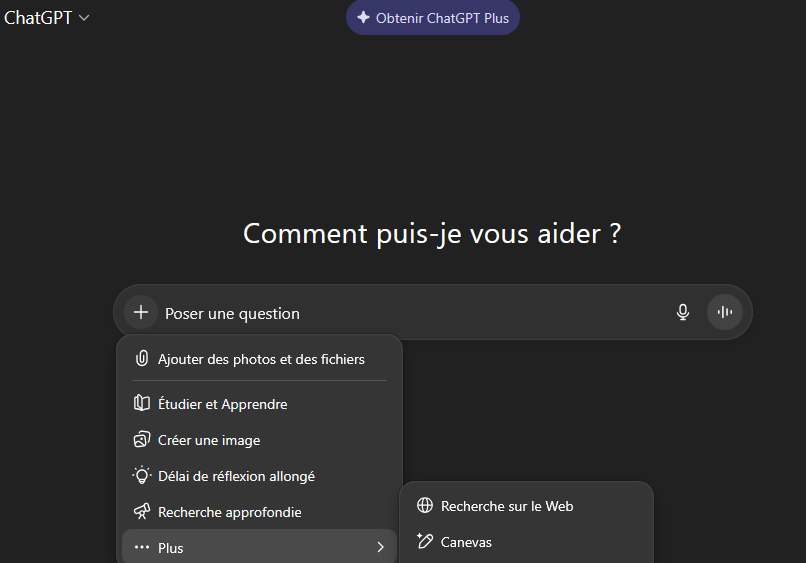 ChatGPT
Obtenir ChatGPT Plus
Comment puis-je vous aider ?
Poser une question
Ajouter des photos et des fichiers
Étudier et Apprendre
Créer une image
Délai de réflexion allongé
Recherche approfondie
Plus
Recherche sur le Web
Canevas